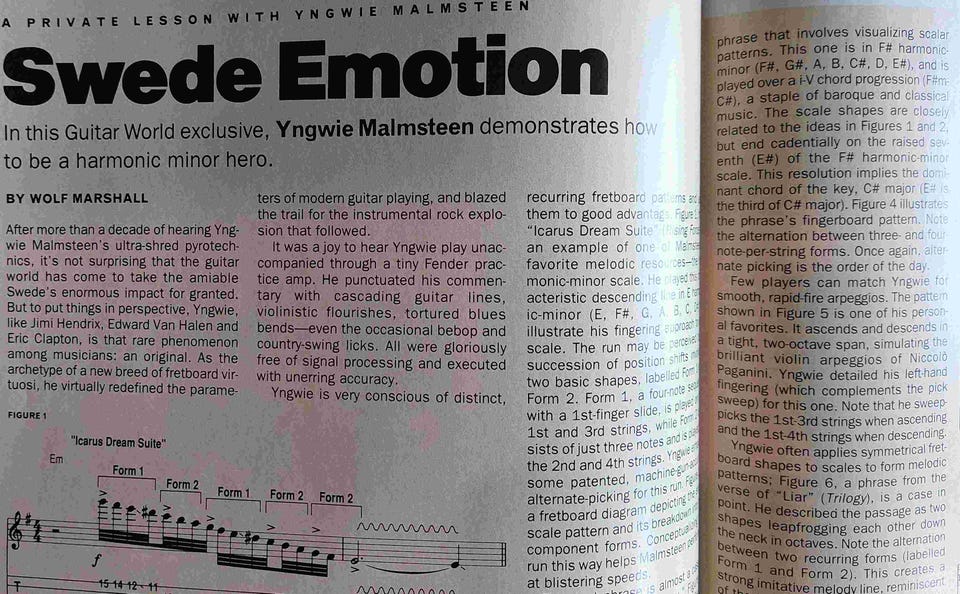 A PRIVATE LESSON WITH YNGWIE MALMSTEEN
Swede Emotion
In this Guitar World exclusive, Yngwie Malmsteen demonstrates how
to be a harmonic minor hero.
BY WOLF MARSHALL
After more than a decade of hearing Yng-
wie Malmsteen's ultra-shred pyrotech-
nics, it's not surprising that the guitar
world has come to take the amiable
Swede's enormous impact for granted.
But to put things in perspective, Yngwie,
like Jimi Hendrix, Edward Van Halen and
Eric Clapton, is that rare phenomenon
among musicians: an original. As the
archetype of a new breed of fretboard vir-
tuosi, he virtually redefined the parame-
ters of modern guitar playing, and blazed
the trail for the instrumental rock explo-
sion that followed.
It was a joy to hear Yngwie play unac-
companied through a tiny Fender prac-
tice amp. He punctuated his commen-
tary with cascading guitar lines,
violinistic flourishes, tortured blues
bends—even the occasional bebop and
country-swing licks. All were gloriously
free of signal processing and executed
with unerring accuracy.
Yngwie is very conscious of distinct,
recurring fretboard patterns and
them to good advantage. Figure
"Icarus Dream Suite"
an example of one of
favorite melodic resources—
monic-minor scale. He played this
acteristic descending line in E
ic-minor (E, F#, G, A, B, C,
illustrate his fingering approach
scale. The run may be perceived
succession of position shifts
two basic shapes, labelled Form
Form 2. Form 1, a four-note
with a 1st-finger slide, is played
1st and 3rd strings, while Form
sists of just three notes and is
the 2nd and 4th strings. Yngwie
some patented, machine-gun
alternate-picking for this run.
a fretboard diagram depicting the
scale pattern and its breakdown
component forms. Conceptually
run this way helps Malmsteen
at blistering speeds.
is almost a
phrase that involves visualizing scalar
patterns. This one is in F# harmonic-
minor (F#, G#, A, B, C#, D, E#), and is
played over a i-V chord progression (F#m-
C#), a staple of baroque and classical
music. The scale shapes are closely
related to the ideas in Figures 1 and 2,
but end cadentially on the raised sev-
enth (E#) of the F# harmonic-minor
scale. This resolution implies the domi-
nant chord of the key, C# major (E# is
the third of C# major). Figure 4 illustrates
the phrase's fingerboard pattern. Note
the alternation between three- and four-
note-per-string forms. Once again, alter-
nate picking is the order of the day.
Few players can match Yngwie for
smooth, rapid-fire arpeggios. The pattern
shown in Figure 5 is one of his person-
al favorites. It ascends and descends in
a tight, two-octave span, simulating the
brilliant violin arpeggios of Niccolò
Paganini. Yngwie detailed his left-hand
fingering (which complements the pick
sweep) for this one. Note that he sweep-
picks the 1st-3rd strings when ascending
and the 1st-4th strings when descending.
Yngwie often applies symmetrical fret-
board shapes to scales to form melodic
patterns; Figure 6, a phrase from the
verse of "Liar" (Trilogy), is a case in
point. He described the passage as two
shapes leapfrogging each other down
the neck in octaves. Note the alternation
between two recurring forms (labelled
Form 1 and Form 2). This creates a
strong imitative melody line, reminiscent
FIGURE 1
"Icarus Dream Suite"
Em
Form 1
Form 2
Form 1
Form 2
Form 2
f
T
15 14 12 11